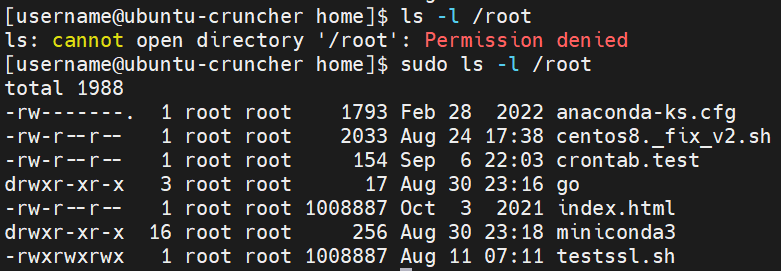 [username@ubuntu-cruncher home]$ ls -l /root
ls: cannot open directory '/root': Permission denied
[username@ubuntu-cruncher home]$ sudo ls -l /root
total 1988
-rw-------.  1 root root    1793 Feb 28  2022 anaconda-ks.cfg
-rw-r--r--   1 root root    2033 Aug 24 17:38 centos8._fix_v2.sh
-rw-r--r--   1 root root     154 Sep  6 22:03 crontab.test
drwxr-xr-x   3 root root      17 Aug 30 23:16 go
-rw-r--r--   1 root root 1008887 Oct  3  2021 index.html
drwxr-xr-x  16 root root     256 Aug 30 23:18 miniconda3
-rwxrwxrwx   1 root root 1008887 Aug 11 07:11 testssl.sh